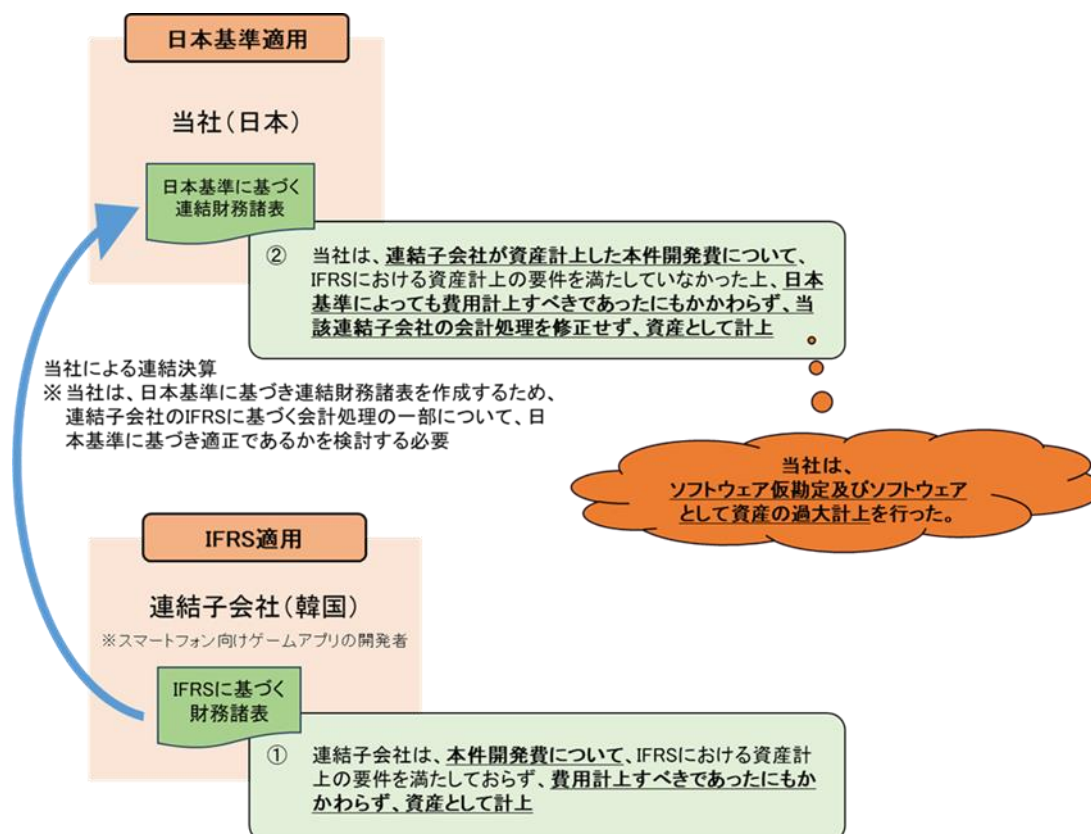 日本基準適用
当社(日本)
日本基準に基づく
連結財務諸表
② 当社は、連結子会社が資産計上した本件開発費について、
IFRSにおける資産計上の要件を満たしていなかった上、日本
基準によっても費用計上すべきであったにもかかわらず、当
該連結子会社の会計処理を修正せず、資産として計上
当社による連結決算
※当社は、日本基準に基づき連結財務諸表を作成するため、
連結子会社のIFRSに基づく会計処理の一部について、日
本基準に基づき適正であるかを検討する必要
当社は、
ソフトウェア仮勘定及びソフトウェア
として資産の過大計上を行った。
IFRS適用
連結子会社(韓国)
※スマートフォン向けゲームアプリの開発者
IFRSに基づく
財務諸表
① 連結子会社は、本件開発費について、IFRSにおける資産計
上の要件を満たしておらず、費用計上すべきであったにもか
かわらず、資産として計上